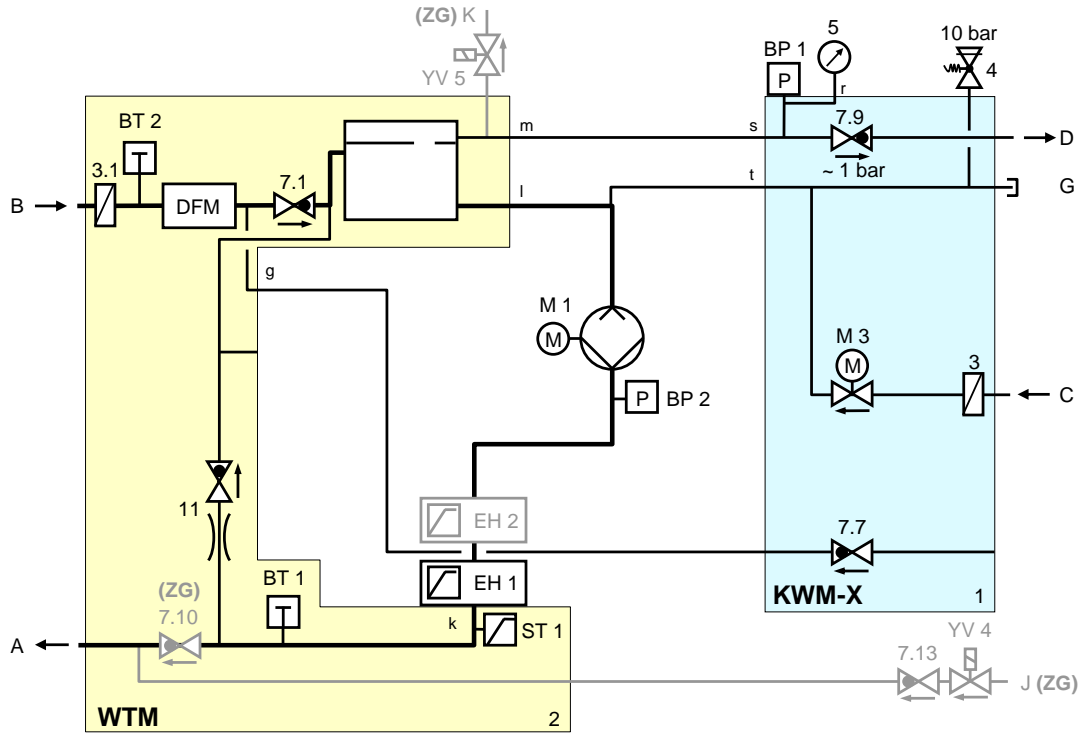 (ZG) K
YV 5
5
BP 1
P
r
10 bar
4
BT 2
3.1
7.1
DFM
B
m
s
7.9
~ 1 bar
D
l
t
G
g
M 1
M
M 3
M
3
C
P
BP 2
11
EH 2
7.7
BT 1
EH 1
KWM-X
1
(ZG)
7.10
k
ST 1
A
YV 4
7.13
J (ZG)
WTM
2